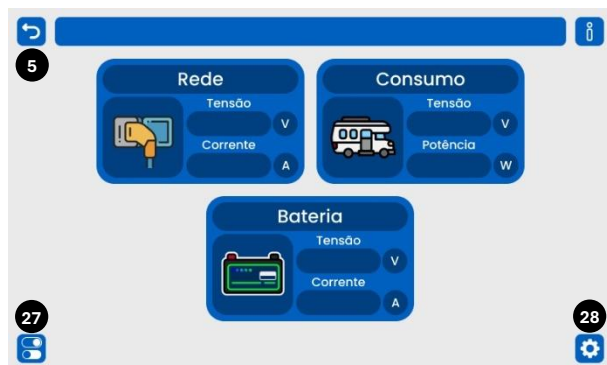 5
Rede
Tensão
V
Corrente
A
Consumo
Tensão
V
Potência
W
Bateria
Tensão
V
Corrente
A
27
28